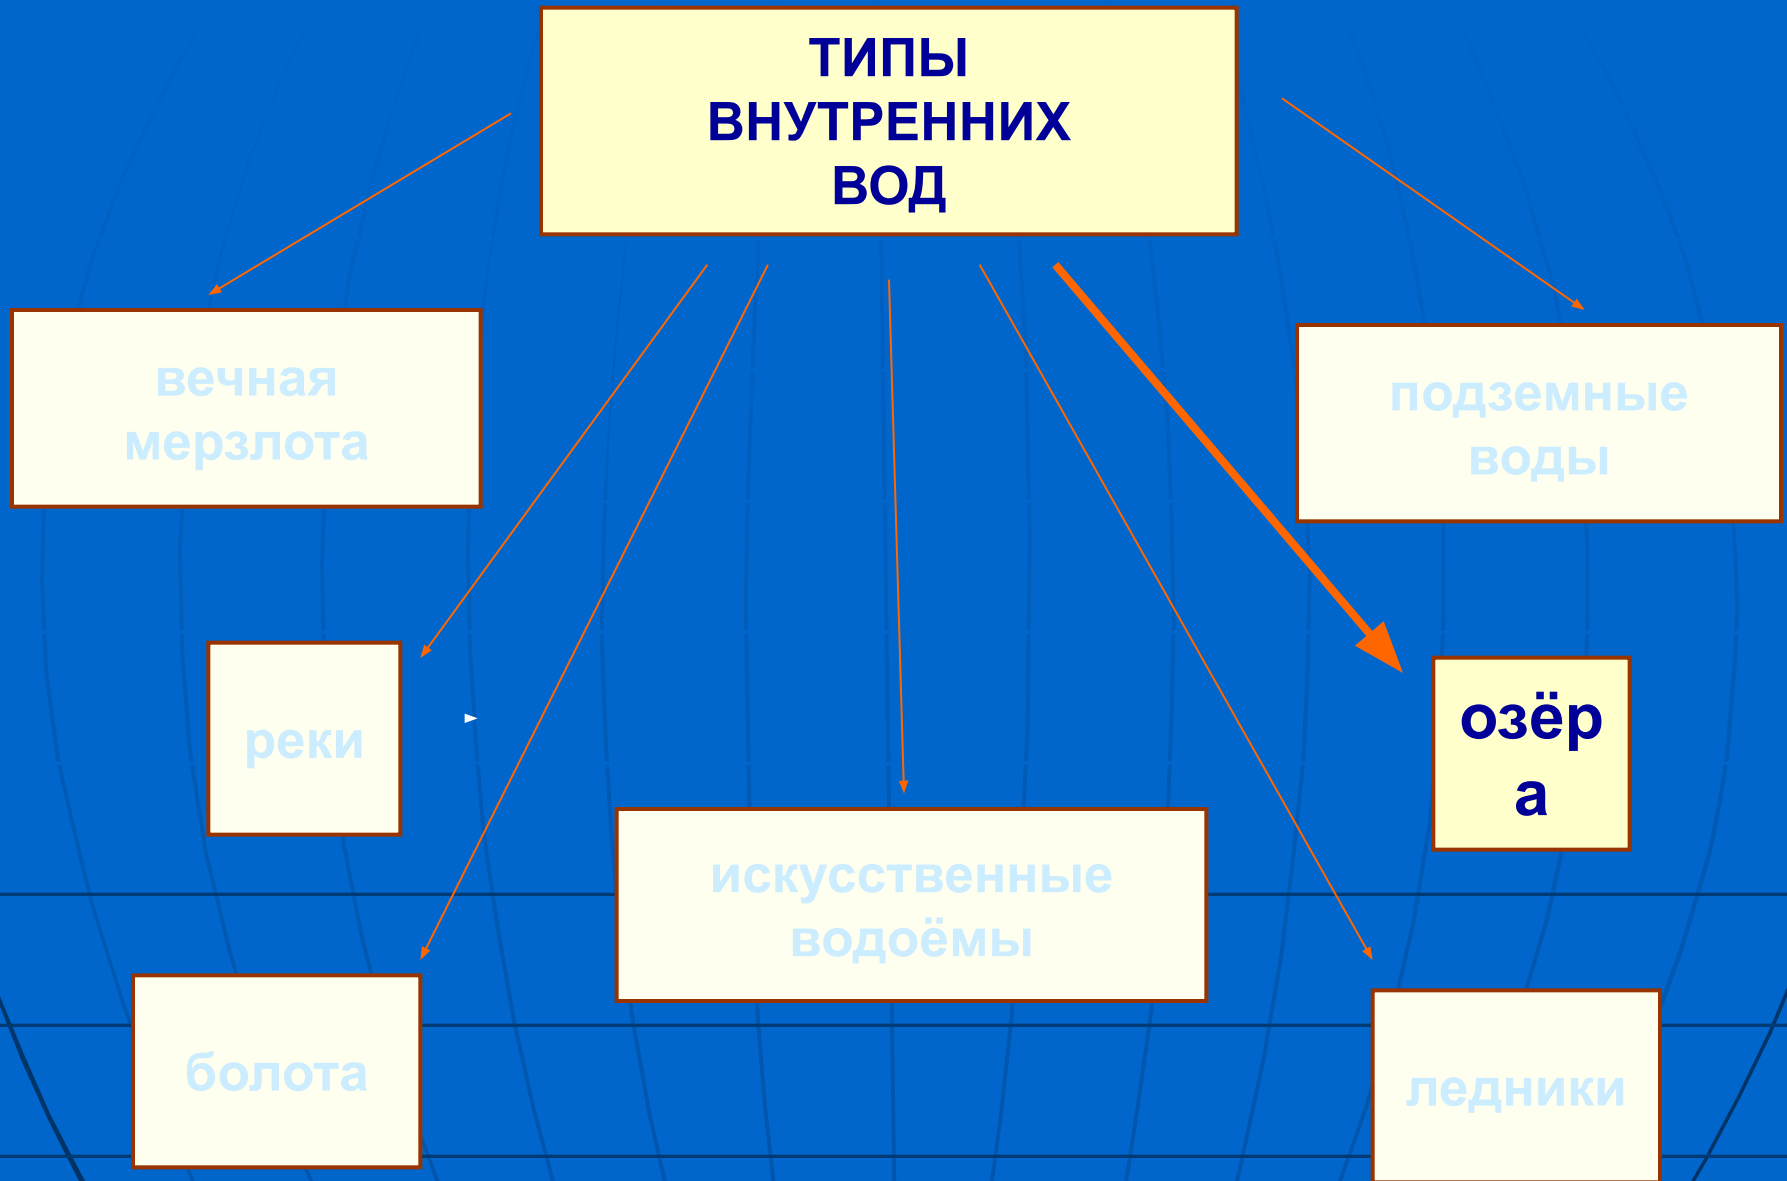 ТИПЫ
ВНУТРЕННИХ
ВОД
вечная
мерзлота
подземные
воды
реки
озёр
а
искусственные
водоёмы
болота
ледники